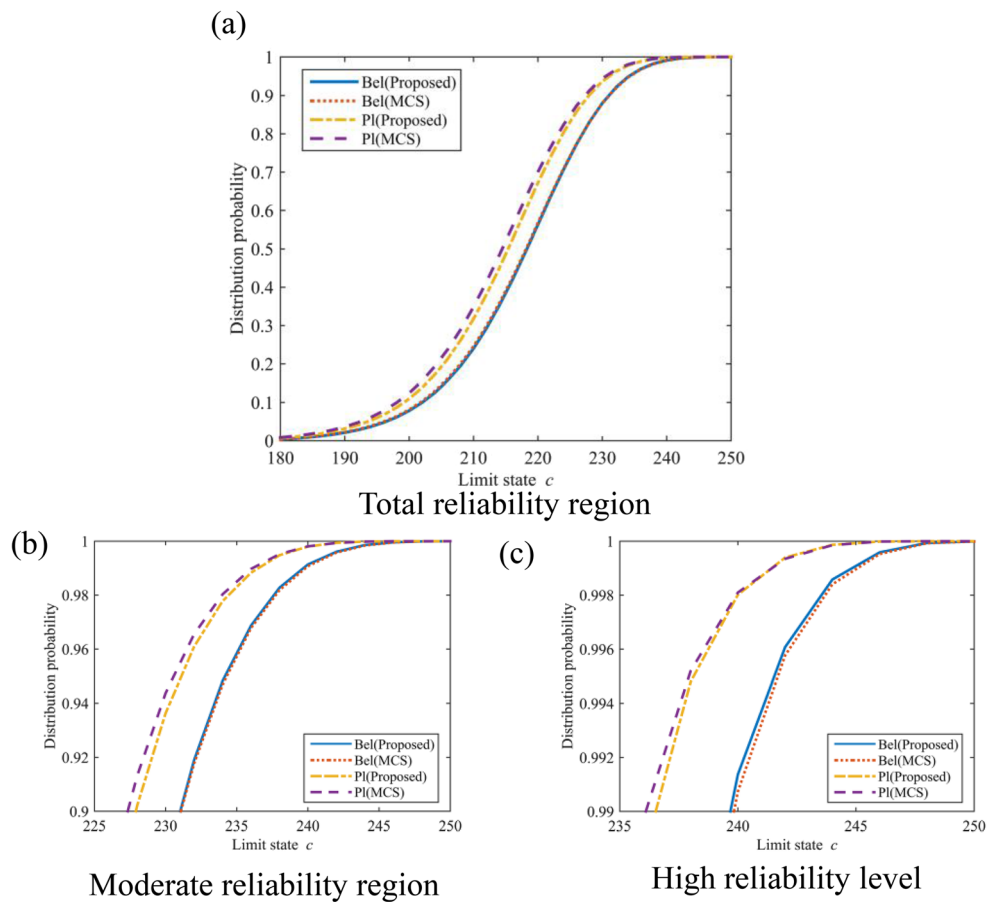 (a)
1
0.9
0.8
0.7
0.6
0.5
0.4
0.3
0.2
0.1
0
Distribution probability
Bel(Proposed)
Bel(MCS)
Pl(Proposed)
Pl(MCS)
180 190 200 210 220 230 240 250
Limit state c
Total reliability region
(b)
1
0.98
0.96
0.94
0.92
0.9
Distribution probability
Bel(Proposed)
Bel(MCS)
Pl(Proposed)
Pl(MCS)
225 230 235 240 245 250
Limit state c
Moderate reliability region
(c)
1
0.998
0.996
0.994
0.992
0.99
Distribution probability
Bel(Proposed)
Bel(MCS)
Pl(Proposed)
Pl(MCS)
235 240 245 250
Limit state c
High reliability level